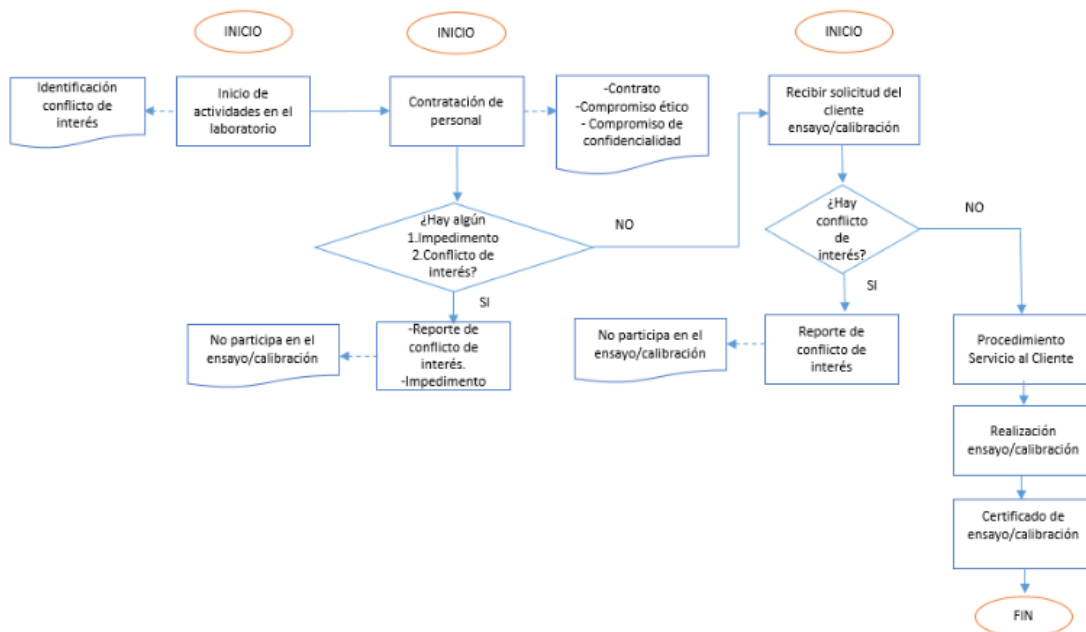 INICIO
INICIO
INICIO
Identificación
conflicto de
interés
Inicio de
actividades en el
laboratorio
Contratación de
personal
-Contrato
-Compromiso ético
- Compromiso de
confidencialidad
Recibir solicitud del
cliente
ensayo/calibración
¿Hay algún
1.Impedimento
2.Conflicto de
interés?
NO
¿Hay
conflicto
de
interés?
NO
SI
SI
No participa en el
ensayo/calibración
-Reporte de
conflicto de
interés.
-Impedimento
No participa en el
ensayo/calibración
Reporte de
conflicto de
interés
Procedimiento
Servicio al Cliente
Realización
ensayo/calibración
Certificado de
ensayo/calibración
FIN